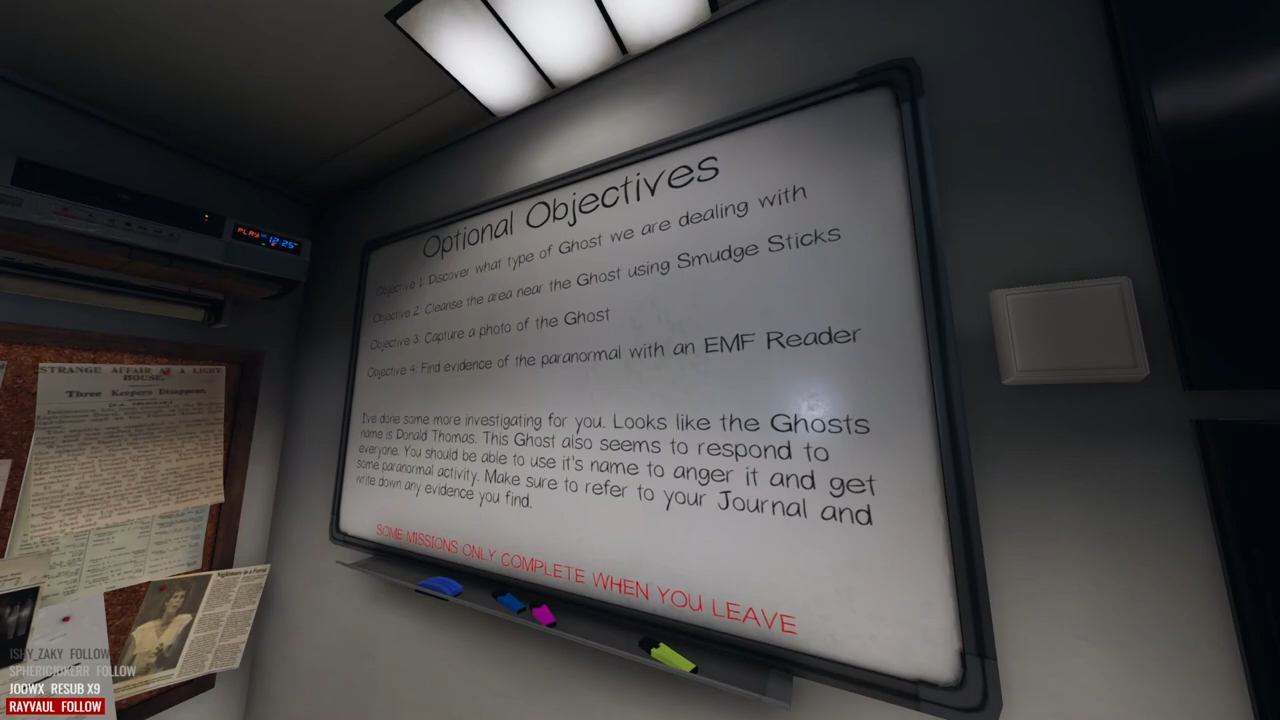 Optional Objectives
Objective 1: Discover what type of Ghost we are dealing with
Objective 2: Cleanse the area near the Ghost using Smudge Sticks
Objective 3: Capture a photo of the Ghost
Objective 4: Find evidence of the paranormal with an EMF Reader
I've done some more investigating for you. Looks like the Ghosts
name is Donald Thomas. This Ghost also seems to respond to
everyone. You should be able to use it's name to anger it and get
some paranormal activity. Make sure to refer to your Journal and
write down any evidence you find.
SOME MISSIONS ONLY COMPLETE WHEN YOU LEAVE
PLAY 12:25
STRANGE AFFAIR AT A LIGHT
HOUSE.
Three Keepers Disappear.
ISHY_ZAKY FOLLOW
SPHERICJOKERR FOLLOW
JOOWX RESUB X9
RAYVAUL FOLLOW